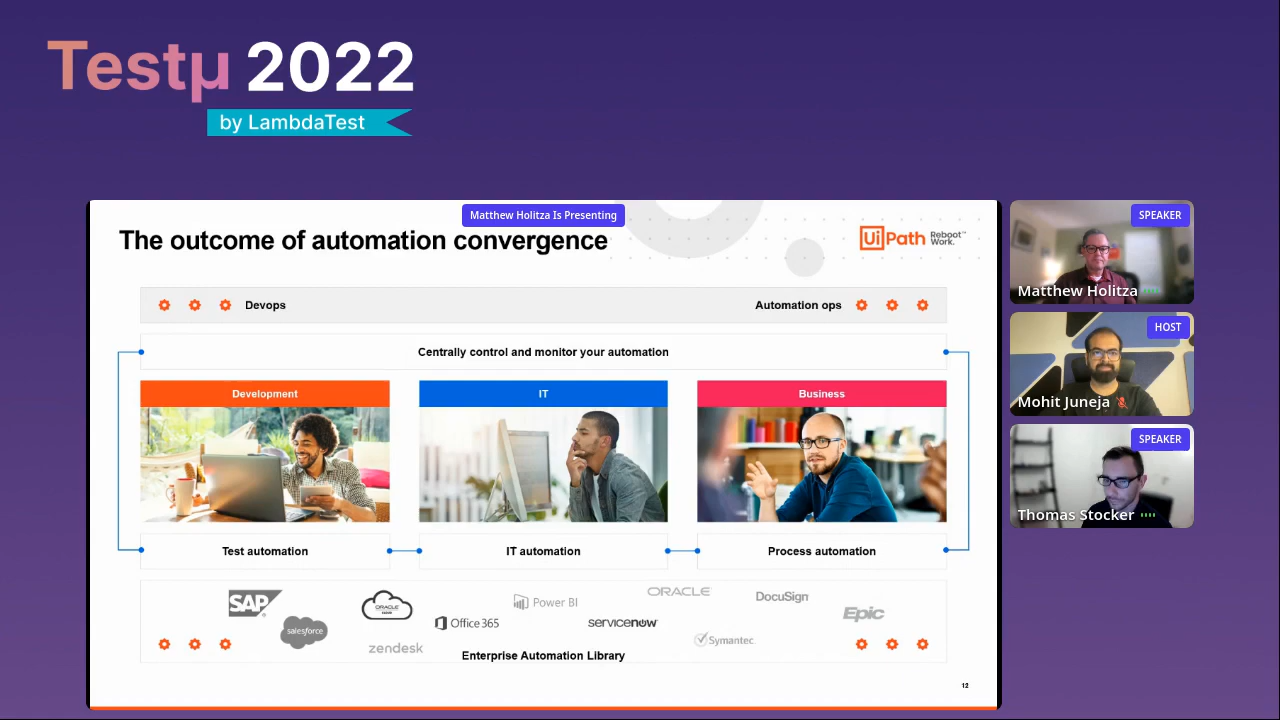 Testμ 2022
by LambdaTest
Matthew Holitza Is Presenting
The outcome of automation convergence
UiPath Reboot Work.™
Devops
Automation ops
Centrally control and monitor your automation
Development
IT
Business
Test automation
IT automation
Process automation
SAP®
salesforce
ORACLE
zendesk
Office 365
Power BI
servicenow
ORACLE
Symantec.
DocuSign
Epic
Enterprise Automation Library
12
SPEAKER
Matthew Holitza
HOST
Mohit Juneja
SPEAKER
Thomas Stocker